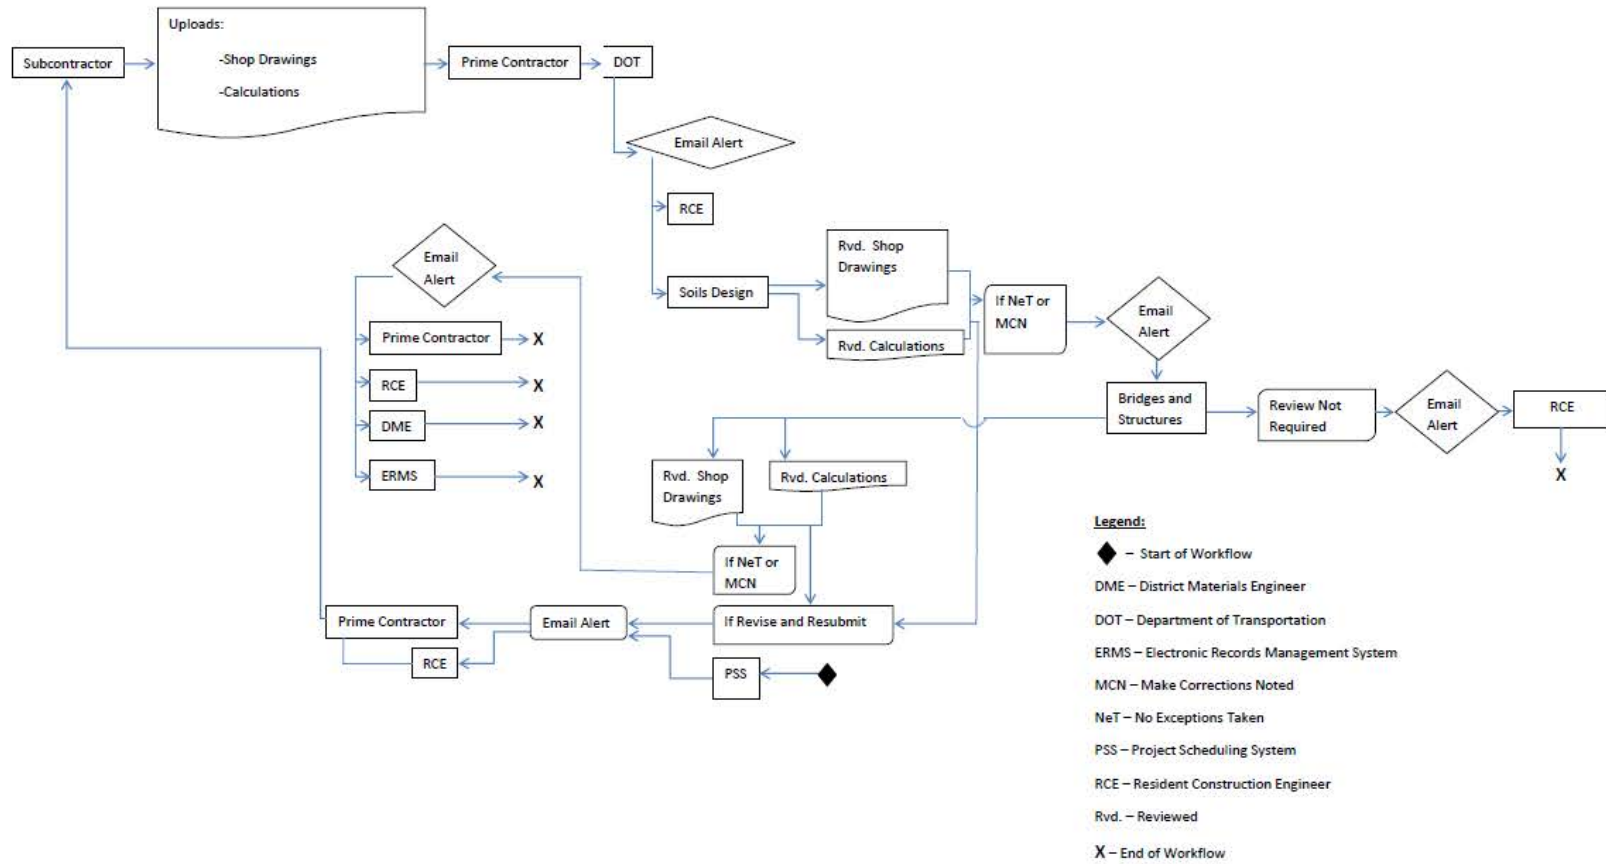 Uploads:
-Shop Drawings
-Calculations
Subcontractor
Prime Contractor
DOT
Email Alert
RCE
Soils Design
Rvd. Shop
Drawings
Rvd. Calculations
If NeT or
MCN
Email
Alert
Bridges and
Structures
Review Not
Required
Email
Alert
RCE
X
Email
Alert
Prime Contractor
X
RCE
X
DME
X
ERMS
X
Rvd. Shop
Drawings
Rvd. Calculations
If NeT or
MCN
If Revise and Resubmit
Email Alert
Prime Contractor
RCE
PSS
Legend:
– Start of Workflow
DME – District Materials Engineer
DOT – Department of Transportation
ERMS – Electronic Records Management System
MCN – Make Corrections Noted
NeT – No Exceptions Taken
PSS – Project Scheduling System
RCE – Resident Construction Engineer
Rvd. – Reviewed
X – End of Workflow